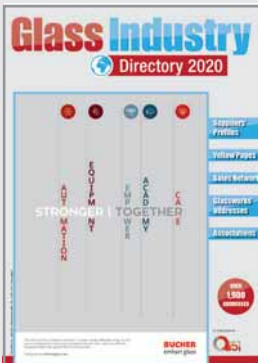 Glass Industry
Directory 2020
Suppliers'
Profiles
Yellow Pages
Sales Network
Glassworks
Addresses
Associations
AUTOMATION
EQUIPMENT
EMPOWER
ACADEMY
CARE
STRONGER | TOGETHER
OVER
1,900
ADDRESSES
BUCHER
emhart glass